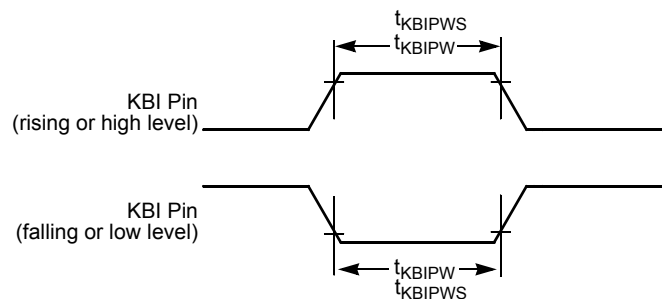 tKBIPWS
tKBIPW
KBI Pin
(rising or high level)
KBI Pin
(falling or low level)
tKBIPW
tKBIPWS